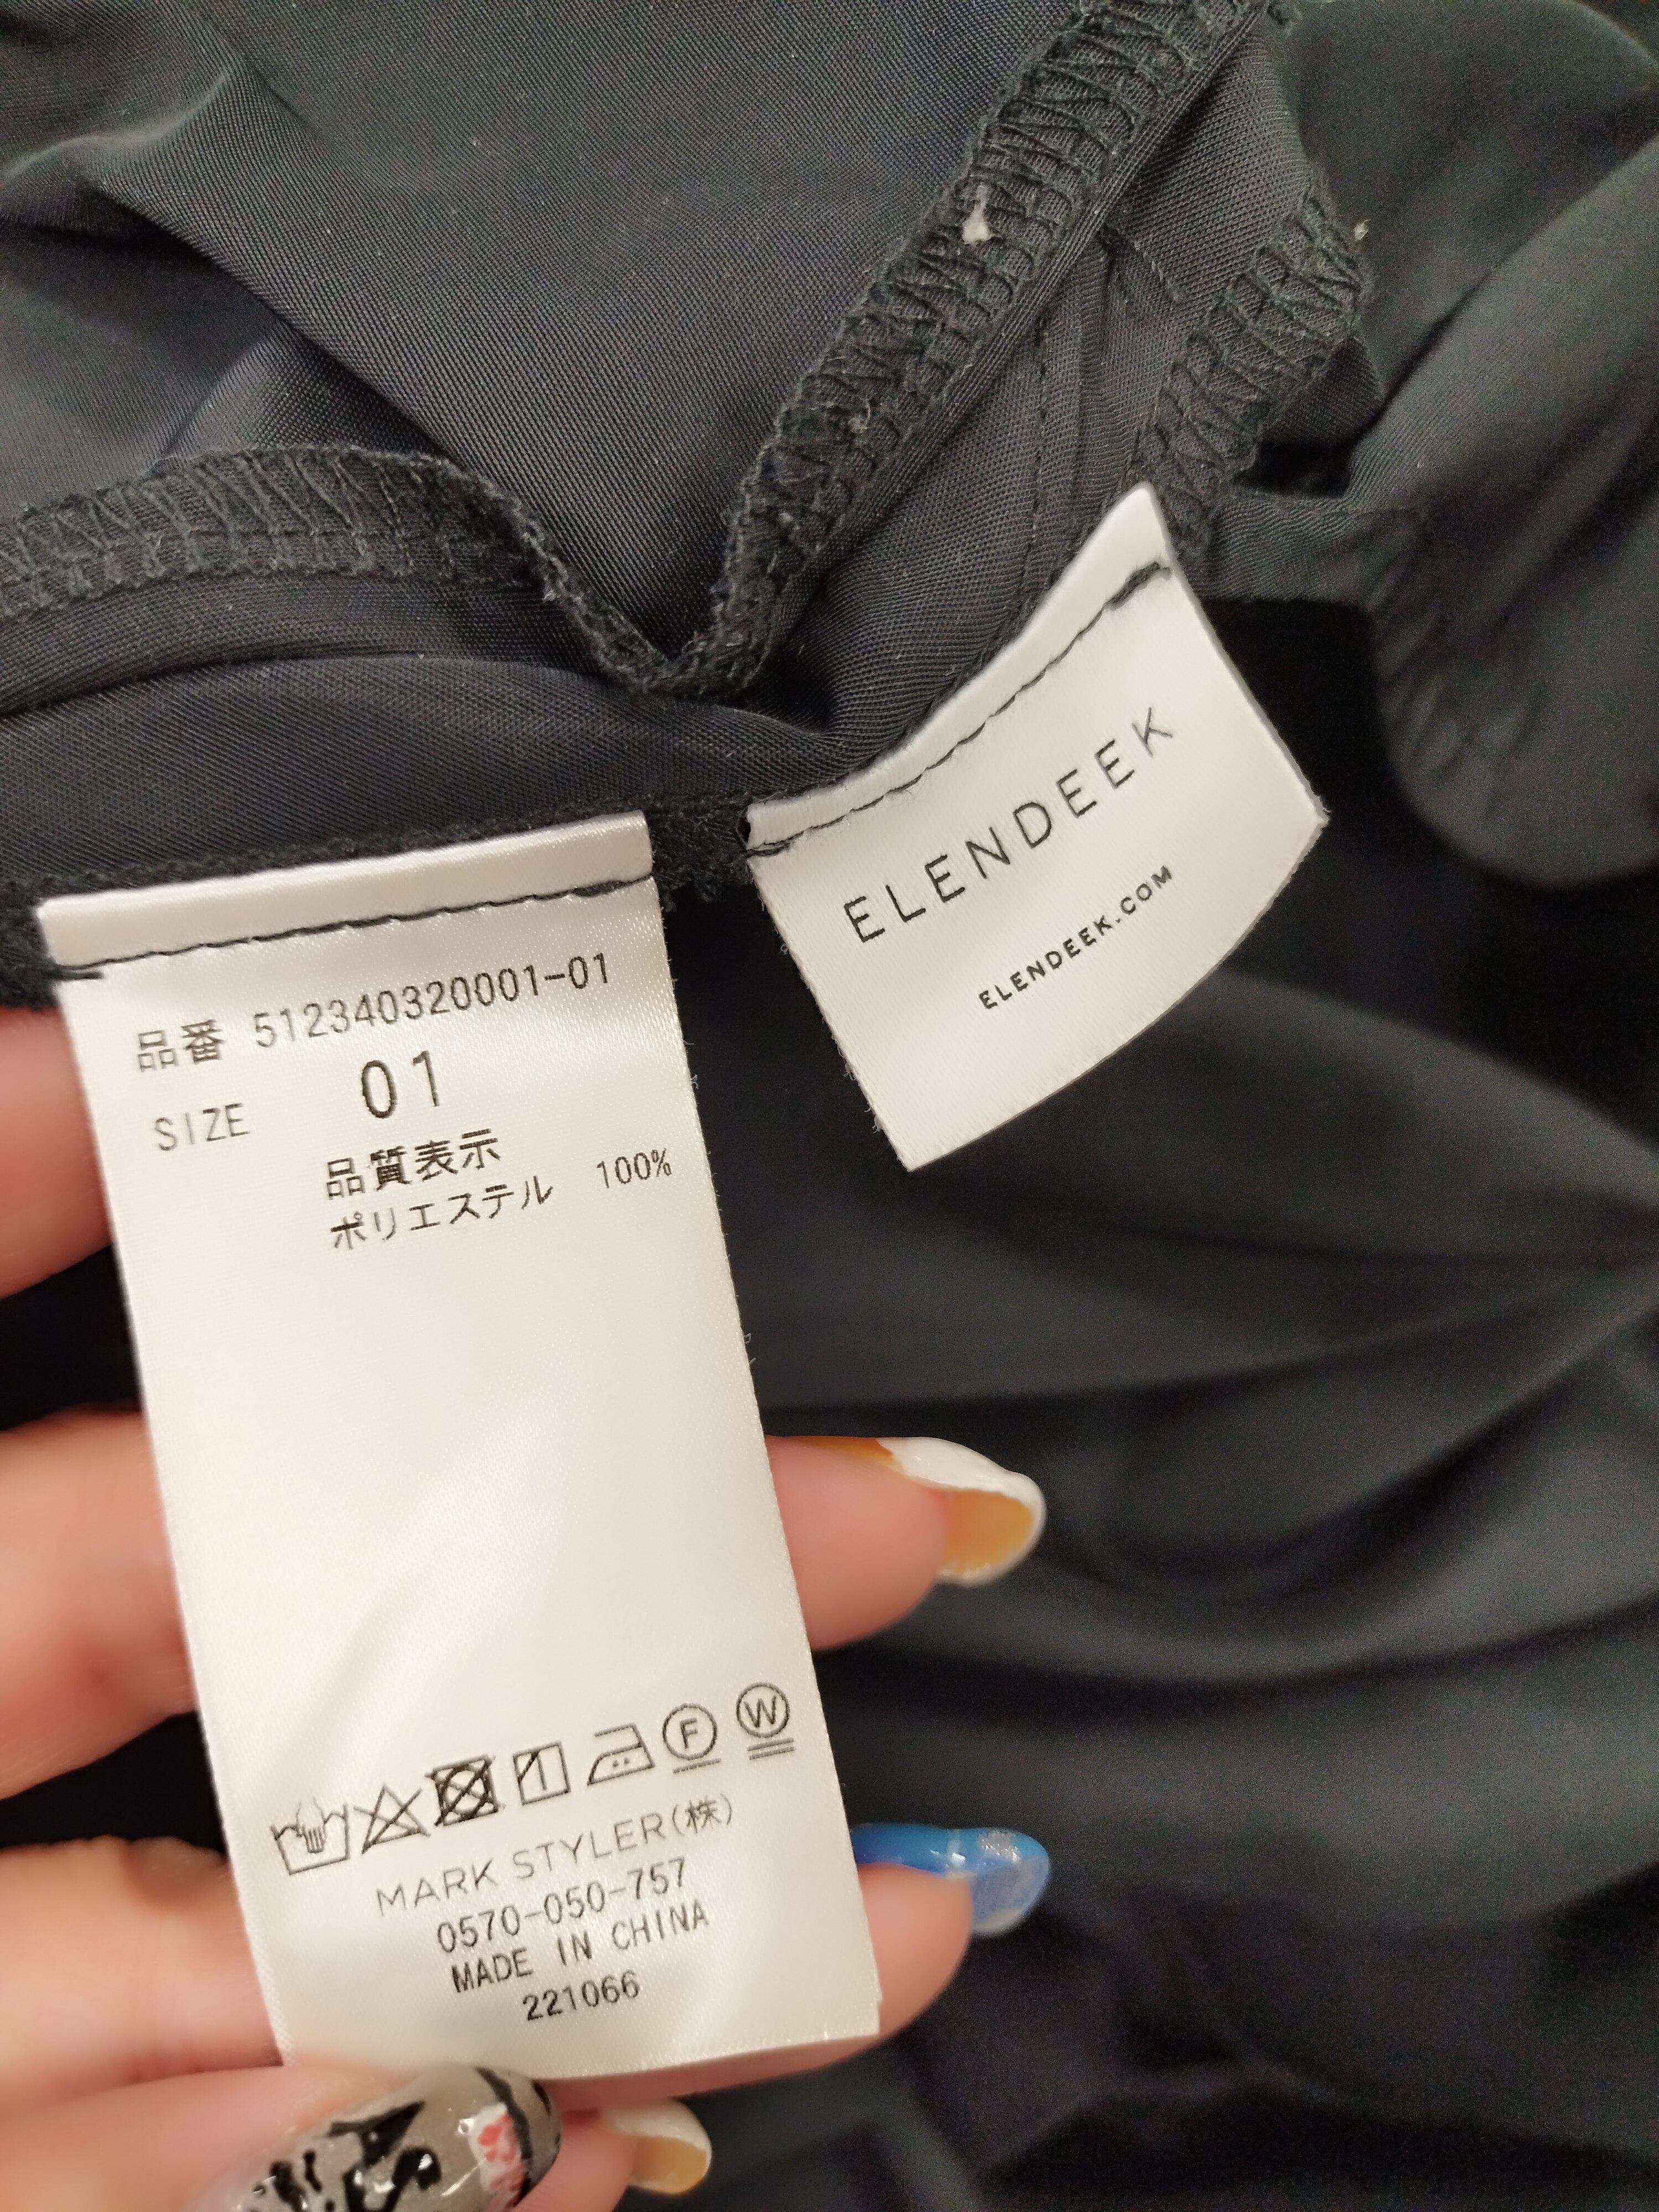 品番 512340320001-01
SIZE 01
品質表示
ポリエステル 100%
F W
MARK STYLER(株)
0570-050-757
MADE IN CHINA
221066
ELENDEEK
ELENDEEK.COM